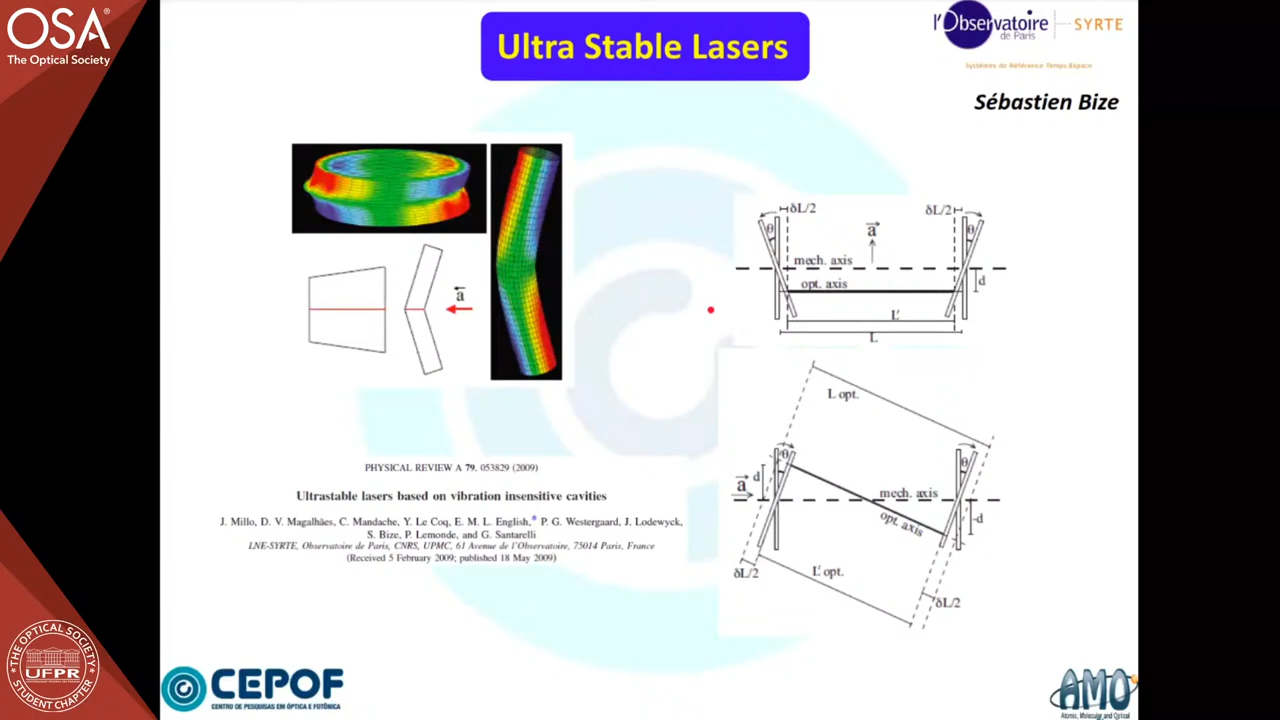 OSA®
The Optical Society
Ultra Stable Lasers
l'Observatoire
de Paris
SYRTE
Systèmes de Référence Temps-Espace
Sébastien Bize
a
δL/2
δL/2
θ
θ
a
mech. axis
opt. axis
d
L'
L
L opt.
θ
θ
a
d
mech. axis
opt. axis
-d
δL/2
L' opt.
δL/2
PHYSICAL REVIEW A 79, 053829 (2009)
Ultrastable lasers based on vibration insensitive cavities
J. Millo, D. V. Magalhães, C. Mandache, Y. Le Coq, E. M. L. English,* P. G. Westergaard, J. Lodewyck,
S. Bize, P. Lemonde, and G. Santarelli
LNE-SYRTE, Observatoire de Paris, CNRS, UPMC, 61 Avenue de l'Observatoire, 75014 Paris, France
(Received 5 February 2009; published 18 May 2009)
THE OPTICAL SOCIETY
UFPR
STUDENT CHAPTER
CEPOF
CENTRO DE PESQUISAS EM ÓPTICA E FOTÔNICA
AMO
Atomic, Molecular and Optical